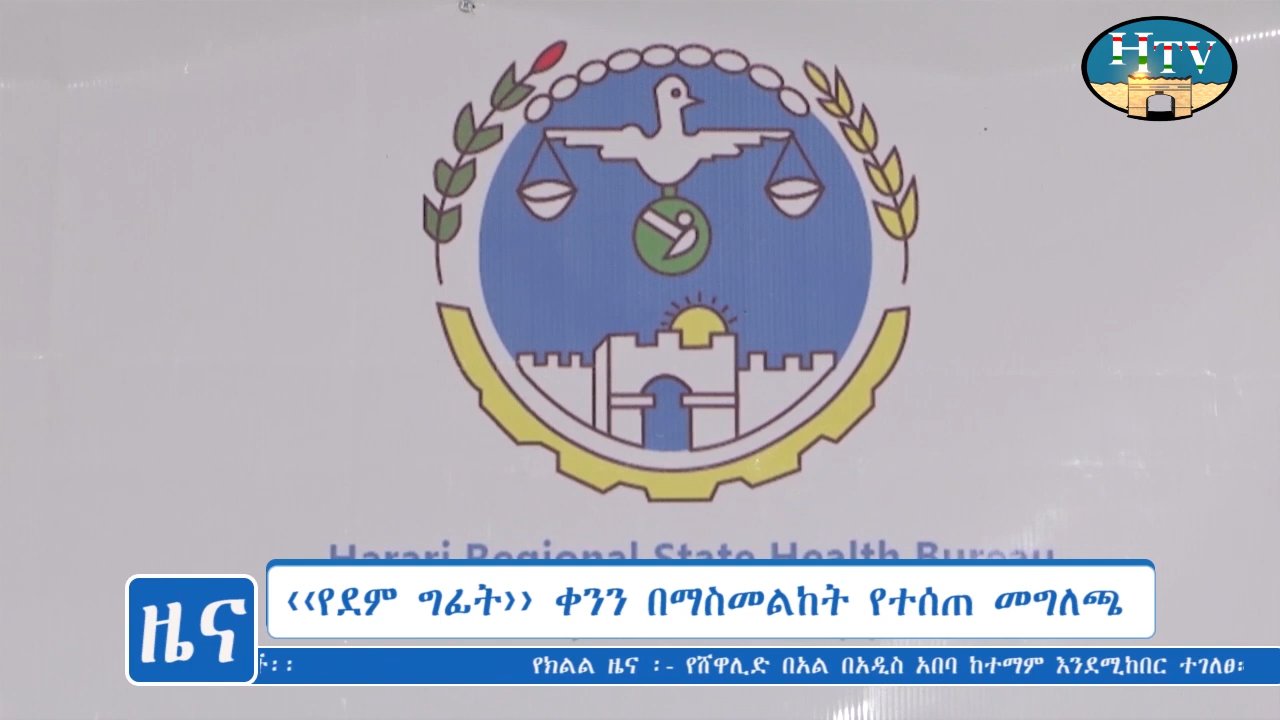 HTV
Harari Regional State Health Bureau
‹‹የደም ግፊት›› ቀንን በማስመልከት የተሰጠ መግለጫ
ዜና
የክልል ዜና ፡- የሸዋሊድ በአል በአዲስ አበባ ከተማም እንደሚከበር ተገለፀ።